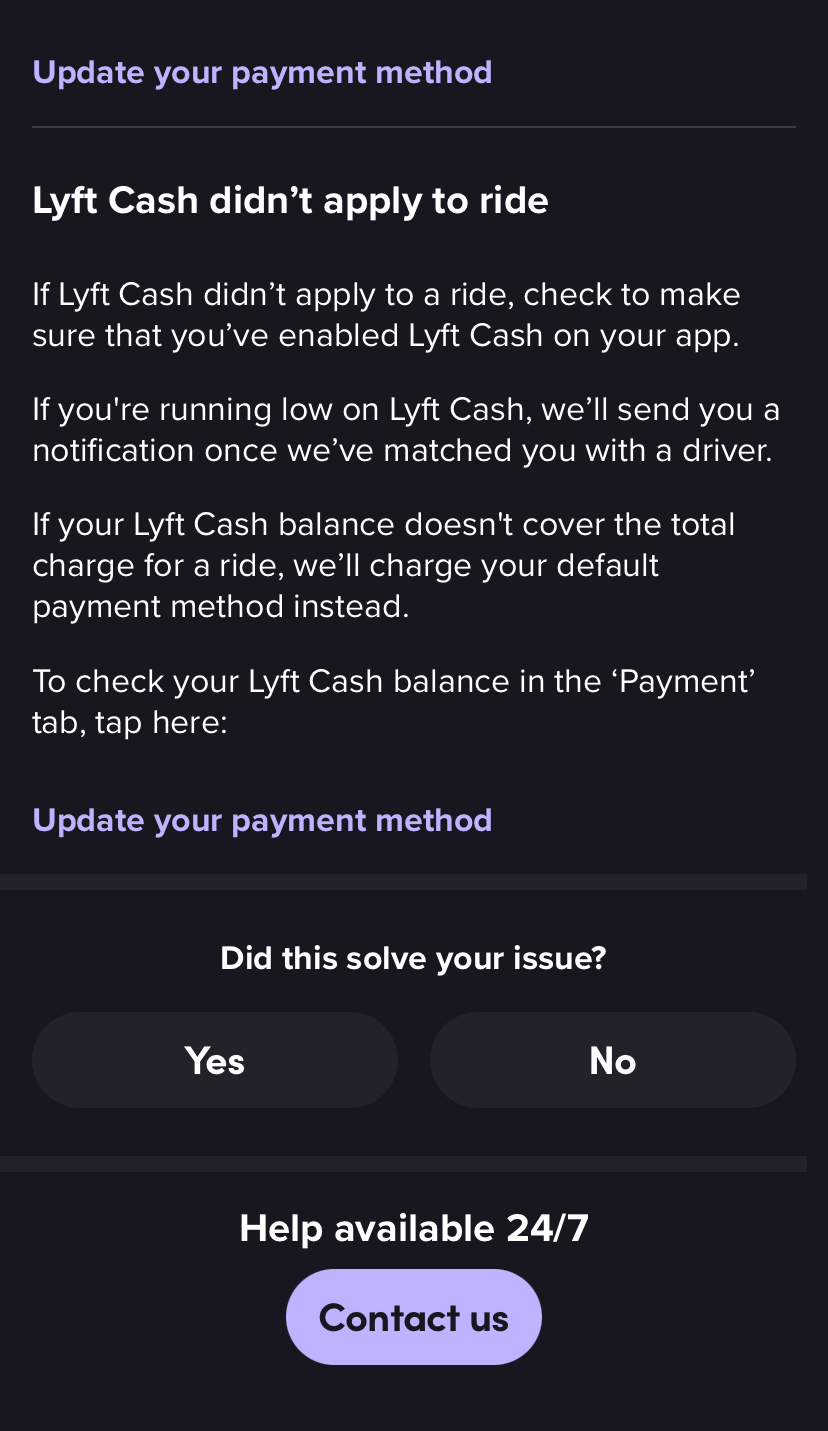 Update your payment method
Lyft Cash didn’t apply to ride
If Lyft Cash didn’t apply to a ride, check to make
sure that you’ve enabled Lyft Cash on your app.
If you're running low on Lyft Cash, we’ll send you a
notification once we’ve matched you with a driver.
If your Lyft Cash balance doesn't cover the total
charge for a ride, we’ll charge your default
payment method instead.
To check your Lyft Cash balance in the ‘Payment’
tab, tap here:
Update your payment method
Did this solve your issue?
Yes
No
Help available 24/7
Contact us